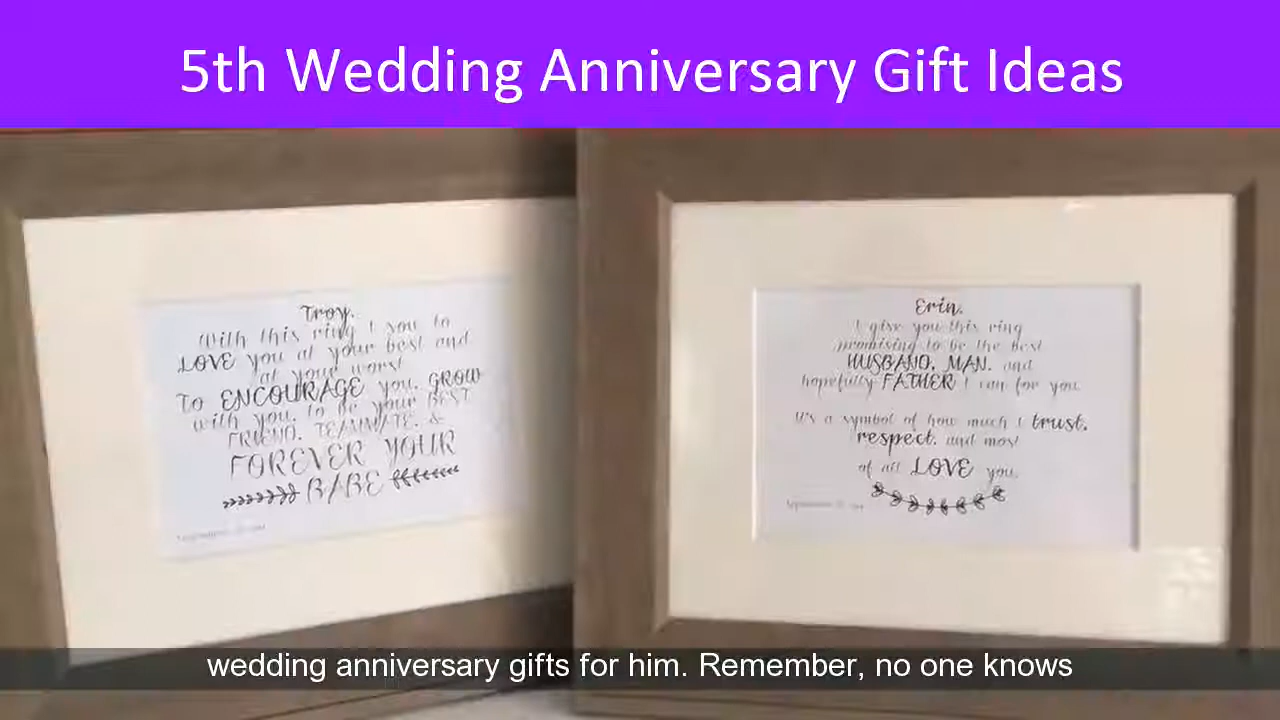 5th Wedding Anniversary Gift Ideas
Troy,
With this ring I vow to
LOVE you at your best and
at your worst
To ENCOURAGE you, GROW
with you, to be your BEST
FRIEND, TEAMMATE, &
FOREVER YOUR
BABE
Erin,
I give you this ring
promising to be the best
HUSBAND, MAN, and
hopefully FATHER I can for you.
It's a symbol of how much I trust,
respect, and most
of all LOVE you.
wedding anniversary gifts for him. Remember, no one knows